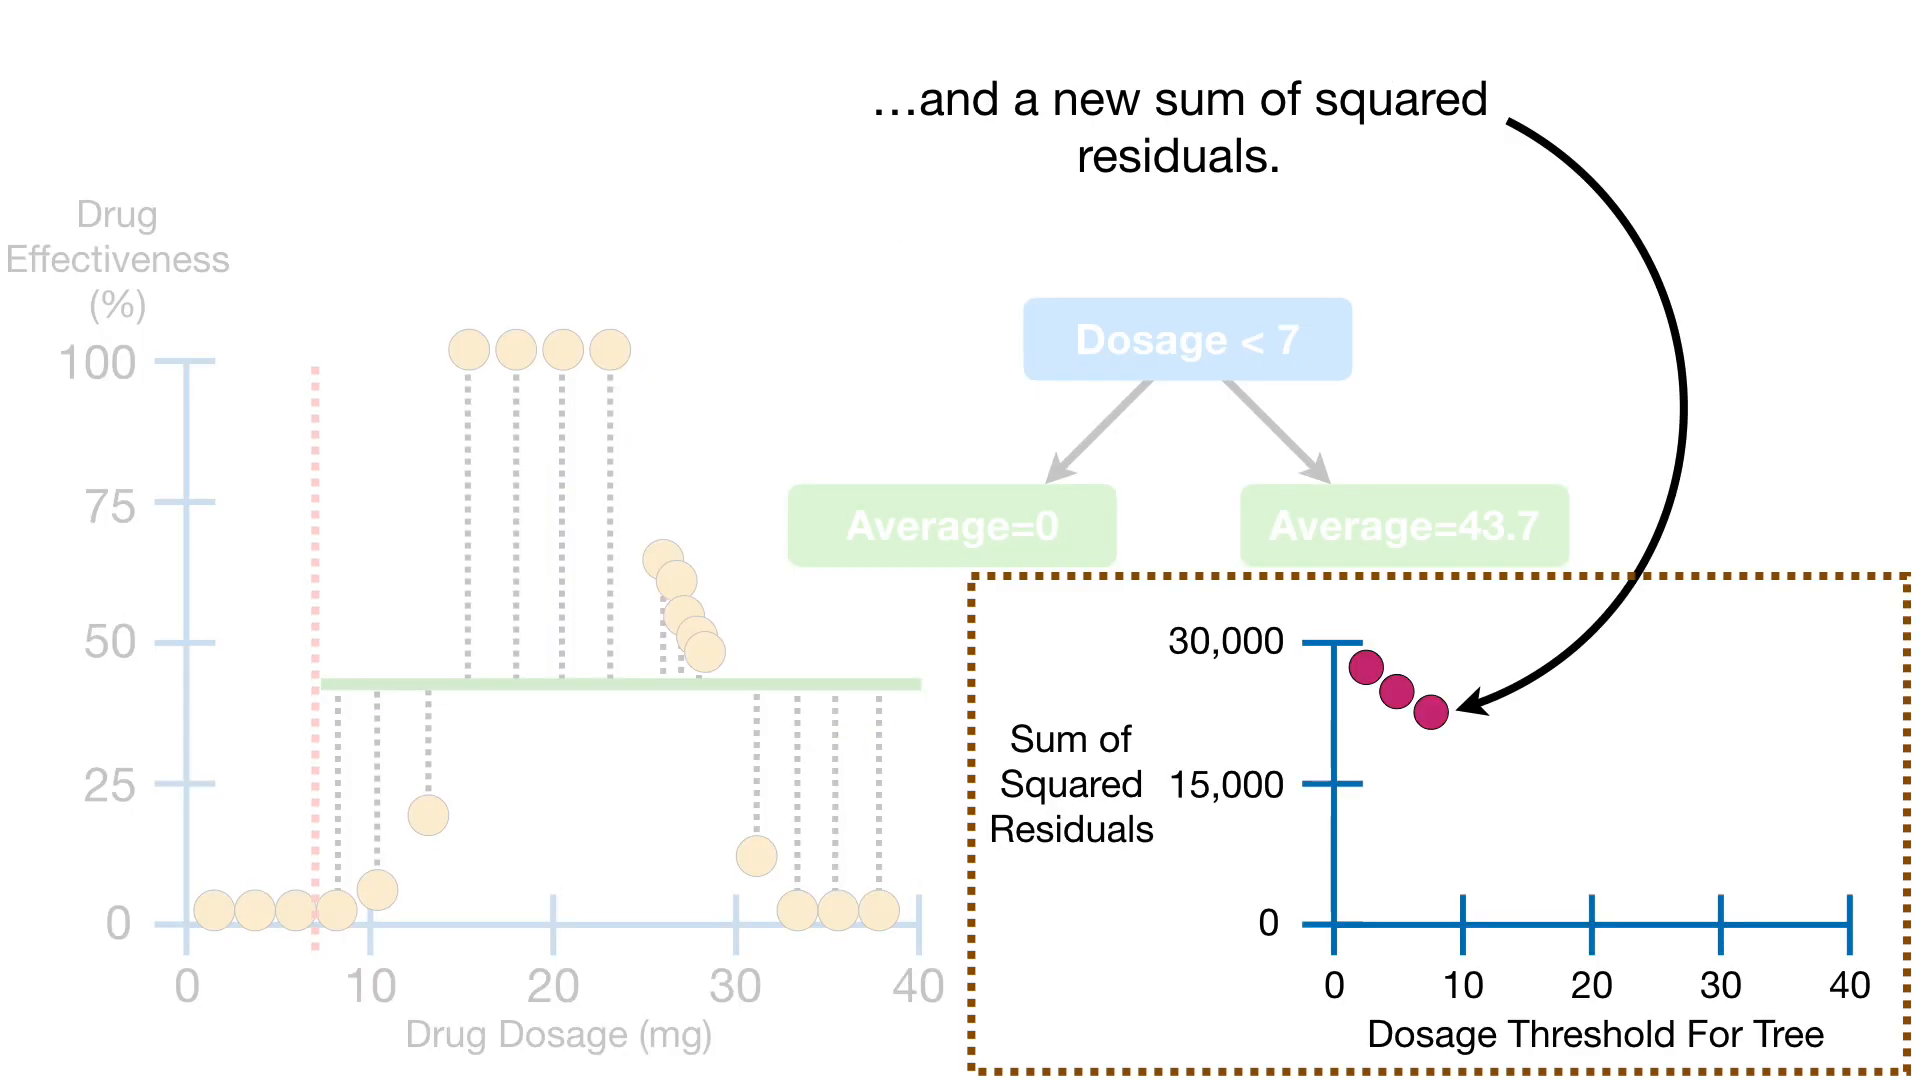 …and a new sum of squared
residuals.
Drug
Effectiveness
(%)
100
75
50
25
0
0 10 20 30 40
Drug Dosage (mg)
Dosage < 7
Average=0
Average=43.7
30,000
15,000
0
Sum of
Squared
Residuals
0 10 20 30 40
Dosage Threshold For Tree